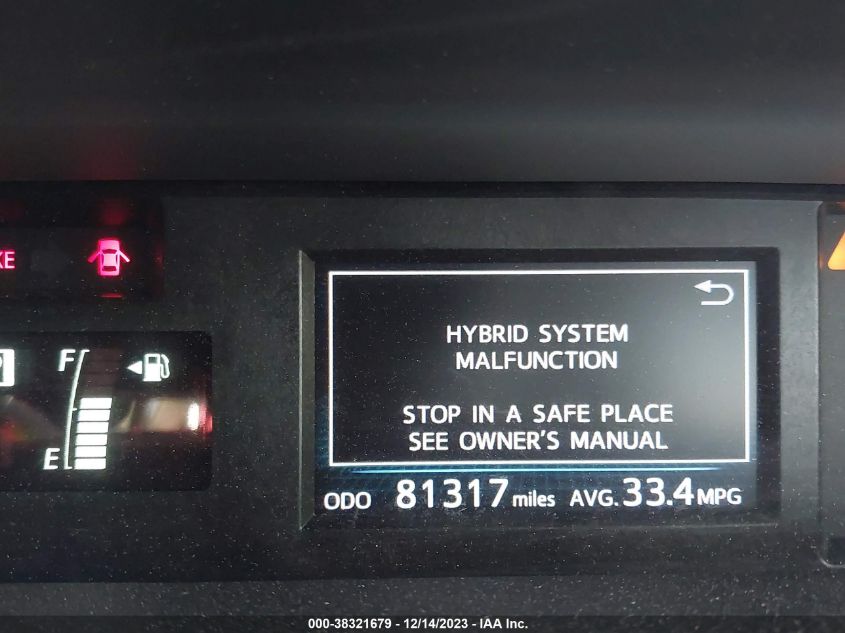 KE
F
E
HYBRID SYSTEM
MALFUNCTION
STOP IN A SAFE PLACE
SEE OWNER'S MANUAL
ODO 81317 miles AVG. 33.4 MPG
000-38321679 - 12/14/2023 - IAA Inc.